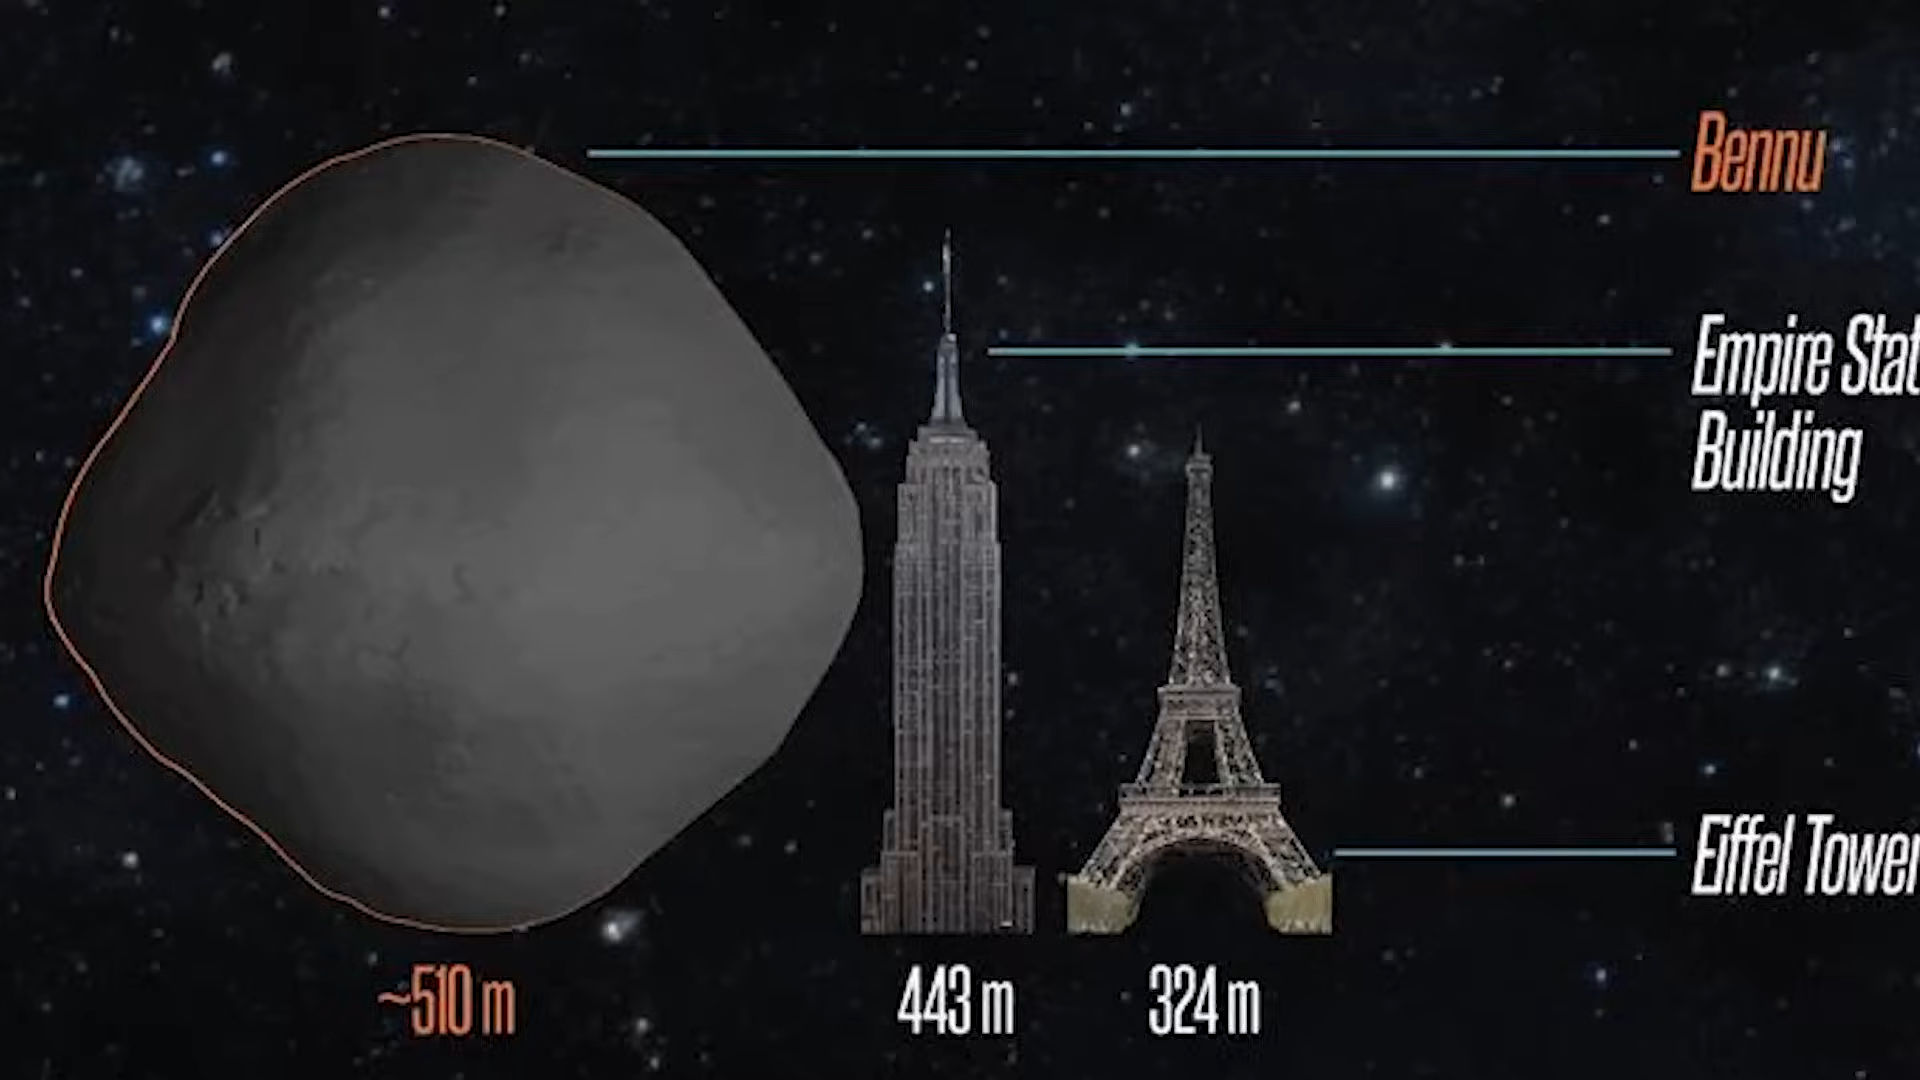 Bennu
Empire Stat
Building
Eiffel Tower
~510 m
443 m
324 m